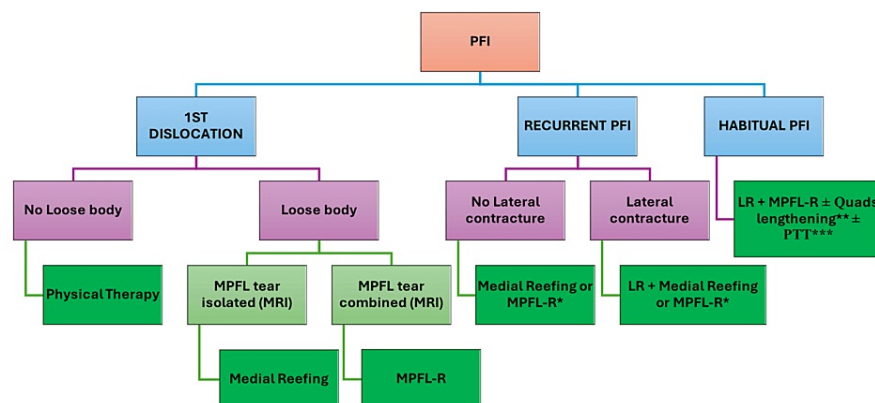 PFI
1ST
DISLOCATION
RECURRENT PFI
HABITUAL PFI
No Loose body
Loose body
No Lateral
contracture
Lateral
contracture
LR + MPFL-R ± Quads
lengthening** ±
PTT***
Physical Therapy
MPFL tear
isolated (MRI)
MPFL tear
combined (MRI)
Medial Reefing or
MPFL-R*
LR + Medial Reefing
or MPFL-R*
Medial Reefing
MPFL-R